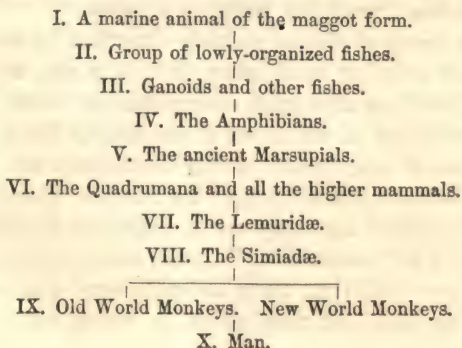 I. A marine animal of the maggot form.
II. Group of lowly-organized fishes.
III. Ganoids and other fishes.
IV. The Amphibians.
V. The ancient Marsupials.
VI. The Quadrumana and all the higher mammals.
VII. The Lemuridæ.
VIII. The Simiadæ.
IX. Old World Monkeys. New World Monkeys.
X. Man.